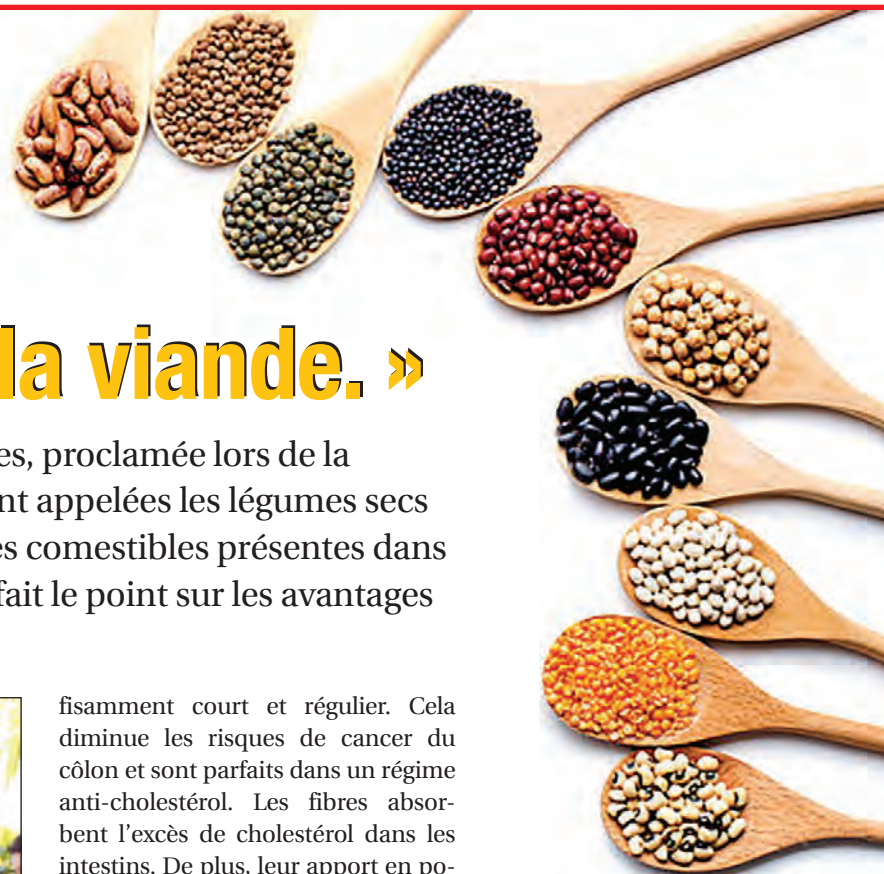 la viande. »
es, proclamée lors de la
nt appelées les légumes secs
es comestibles présentes dans
fait le point sur les avantages
fisamment court et régulier. Cela
diminue les risques de cancer du
côlon et sont parfaits dans un régime
anti-cholestérol. Les fibres absor-
bent l'excès de cholestérol dans les
intestins. De plus, leur apport en po-